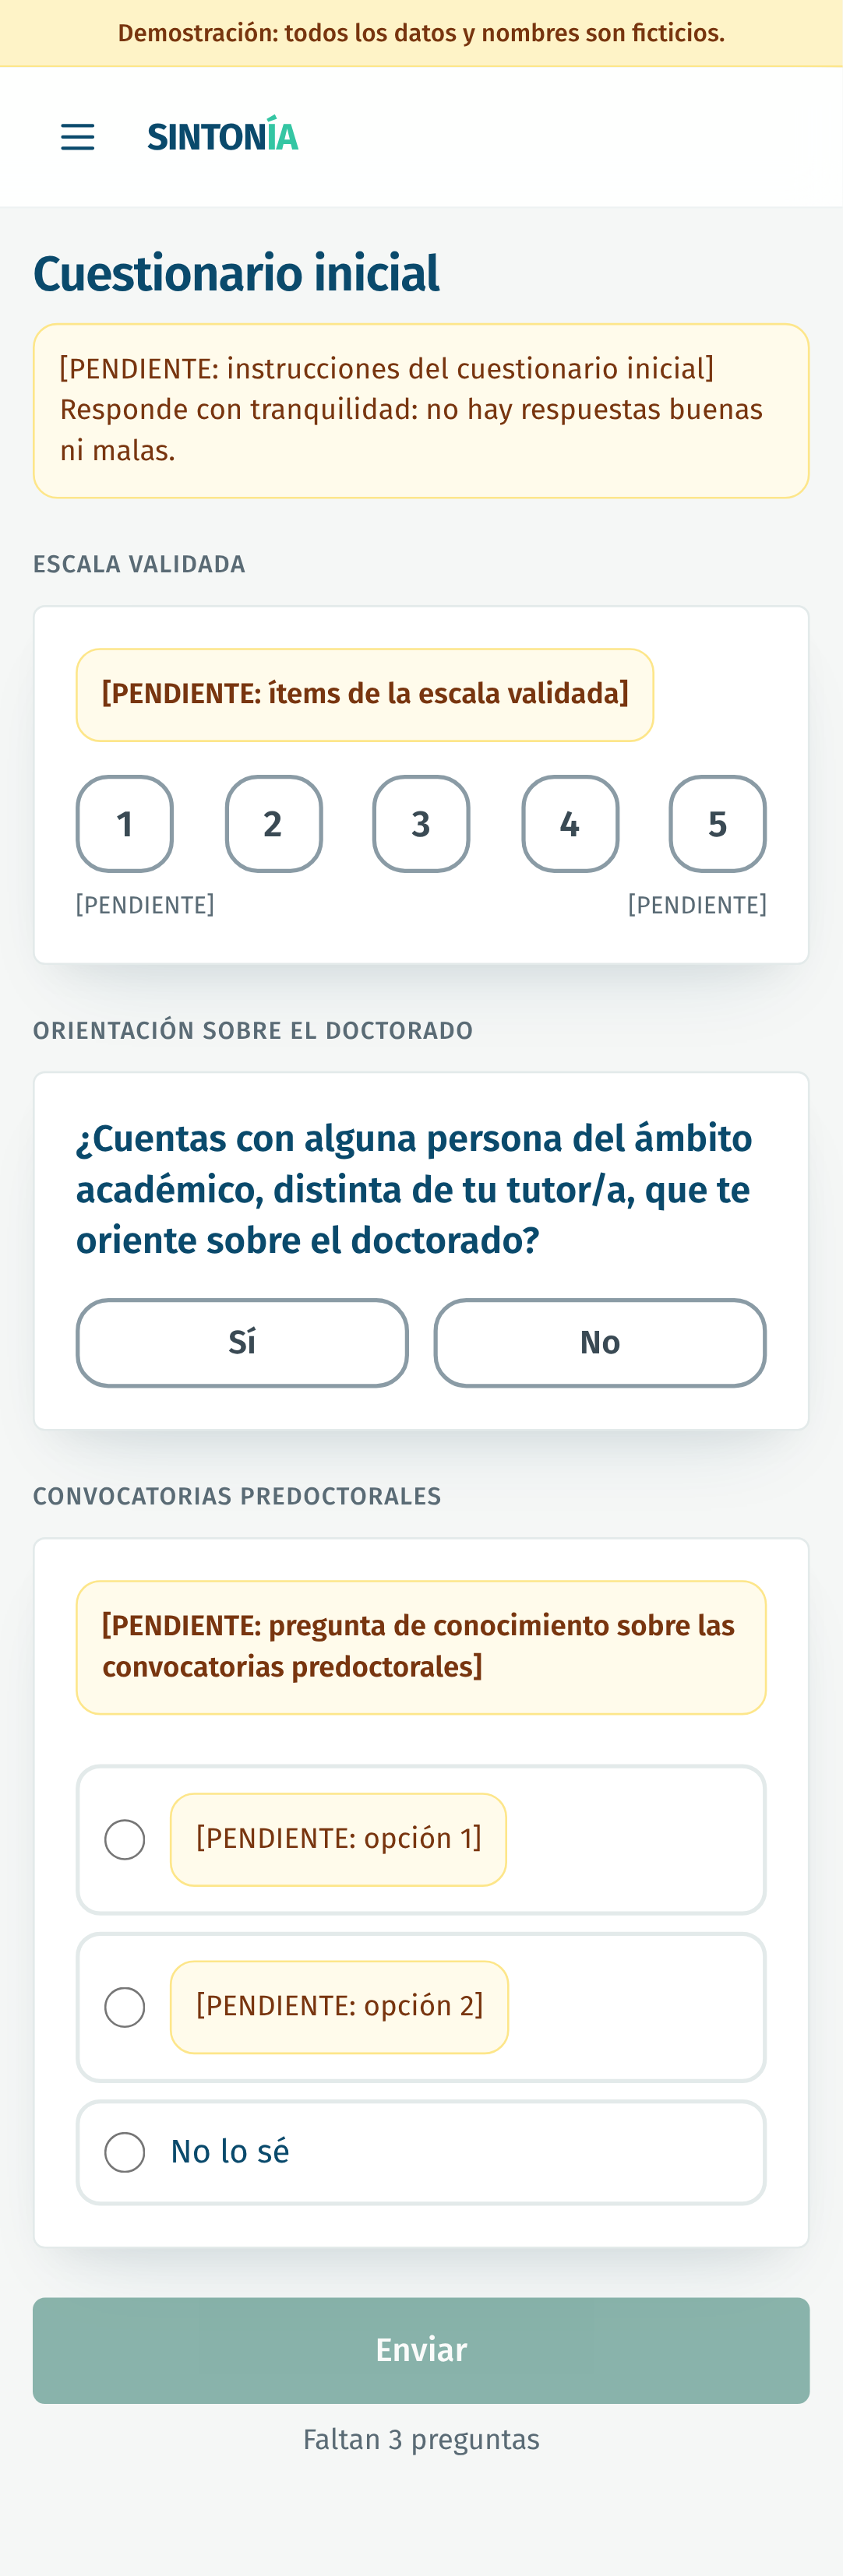 Demostración: todos los datos y nombres son ficticios.
SINTONÍA
Cuestionario inicial
[PENDIENTE: instrucciones del cuestionario inicial]
Responde con tranquilidad: no hay respuestas buenas
ni malas.
ESCALA VALIDADA
[PENDIENTE: ítems de la escala validada]
1 2 3 4 5
[PENDIENTE] [PENDIENTE]
ORIENTACIÓN SOBRE EL DOCTORADO
¿Cuentas con alguna persona del ámbito
académico, distinta de tu tutor/a, que te
oriente sobre el doctorado?
Sí No
CONVOCATORIAS PREDOCTORALES
[PENDIENTE: pregunta de conocimiento sobre las
convocatorias predoctorales]
[PENDIENTE: opción 1]
[PENDIENTE: opción 2]
No lo sé
Enviar
Faltan 3 preguntas